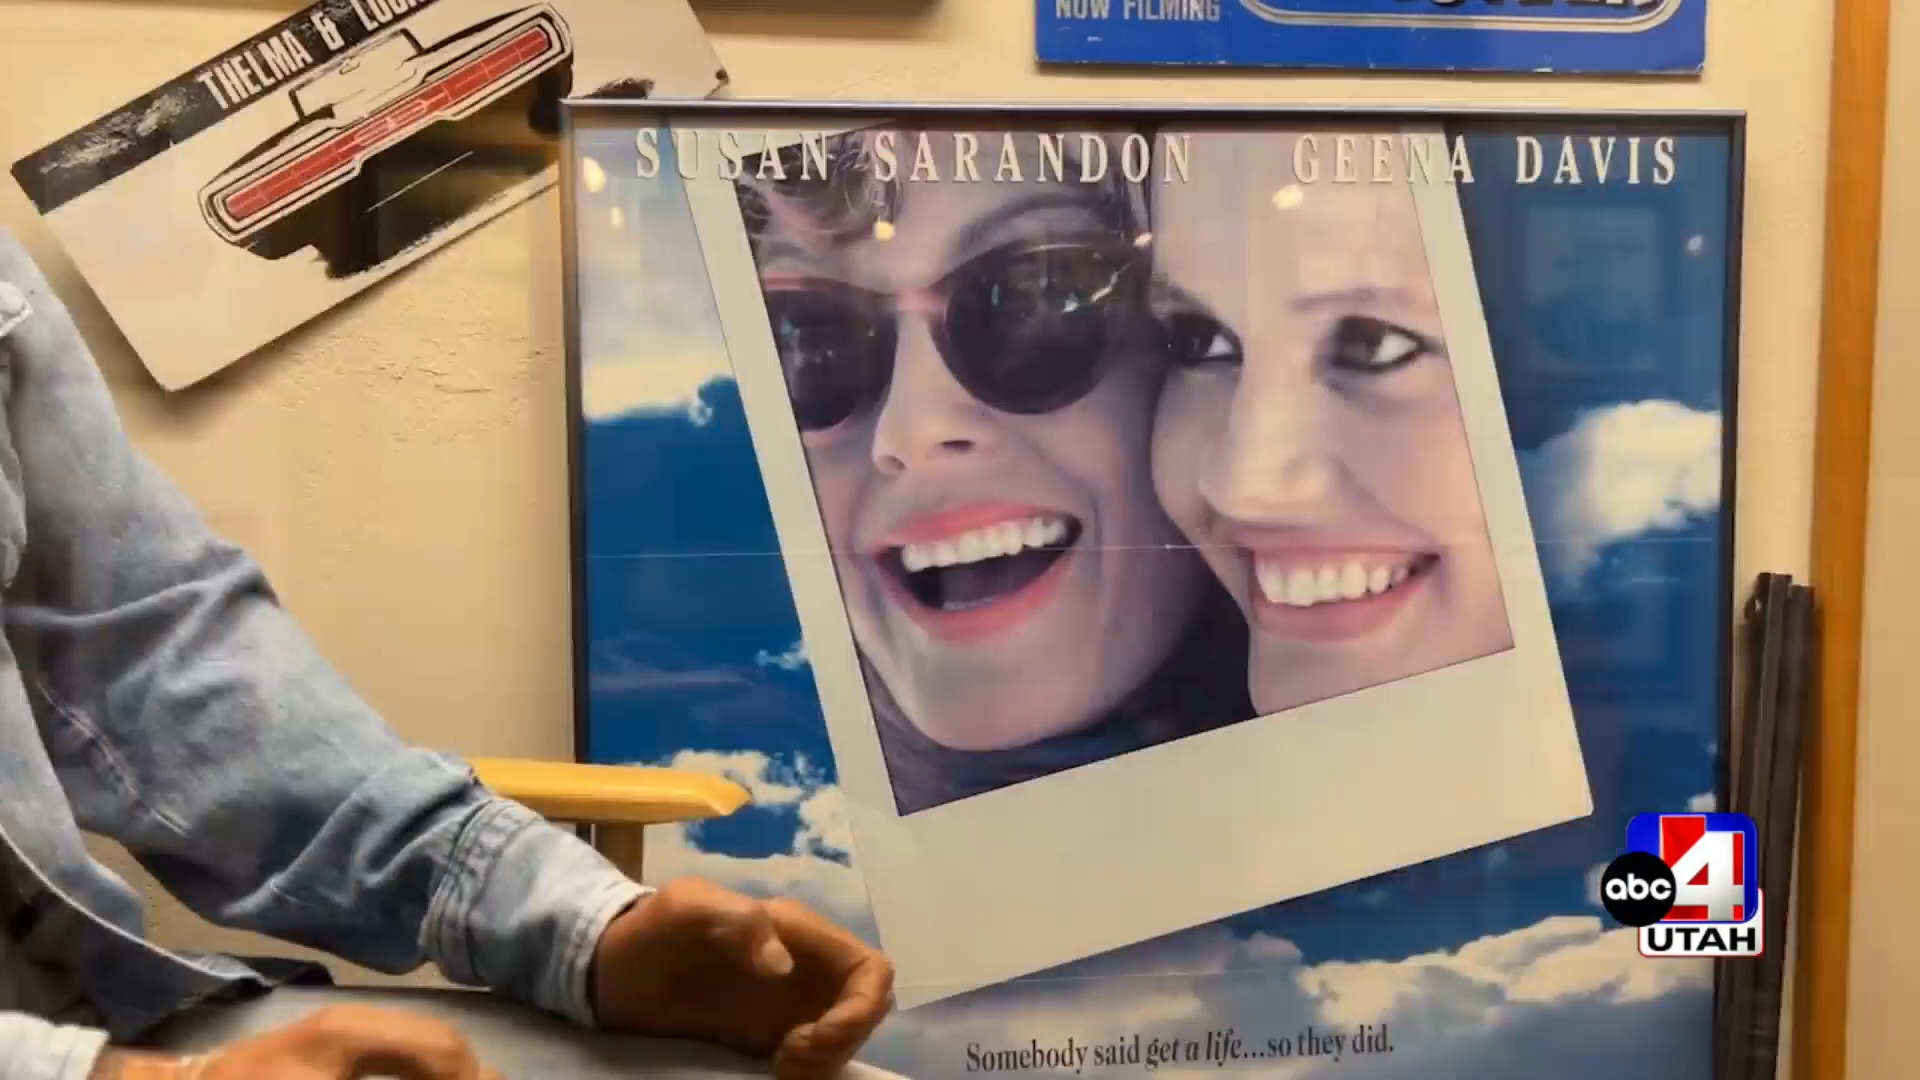 NOW FILMING
THELMA &
SUSAN SARANDON GEENA DAVIS
abc
4
UTAH
Somebody said get a life...so they did.